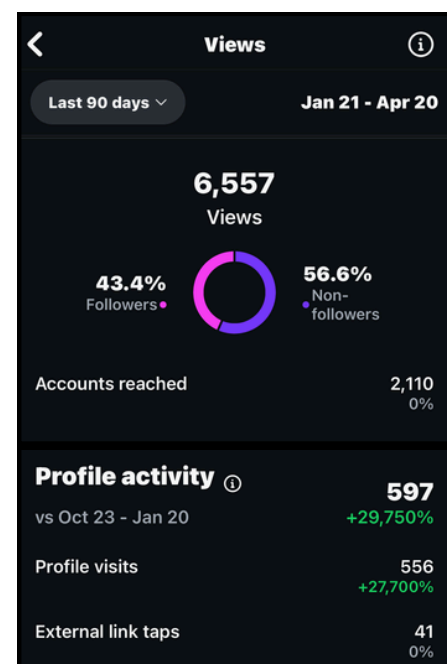 Views
Last 90 days
Jan 21 - Apr 20
6,557
Views
43.4%
Followers
56.6%
Non-
followers
Accounts reached
2,110
0%
Profile activity
597
vs Oct 23 - Jan 20
+29,750%
Profile visits
556
+27,700%
External link taps
41
0%